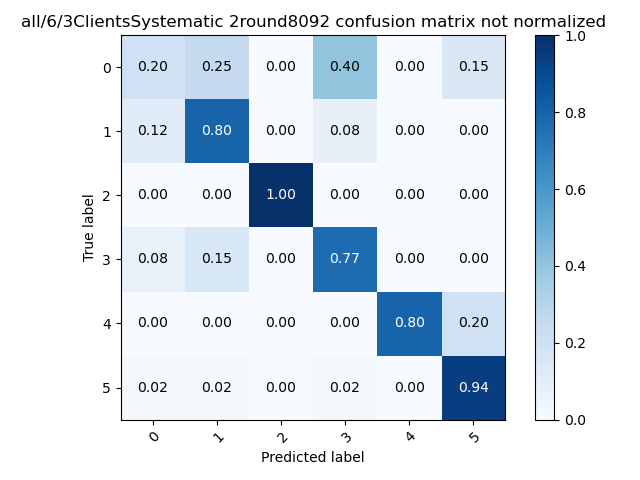 all/6/3ClientsSystematic 2round8092 confusion matrix not normalized
1.0
0 0.20 0.25 0.00 0.40 0.00 0.15
0.8
1 0.12 0.80 0.00 0.08 0.00 0.00
2 0.00 0.00 1.00 0.00 0.00 0.00
0.6
True label
3 0.08 0.15 0.00 0.77 0.00 0.00
0.4
4 0.00 0.00 0.00 0.00 0.80 0.20
0.2
5 0.02 0.02 0.00 0.02 0.00 0.94
0.0
0 1 2 3 4 5
Predicted label